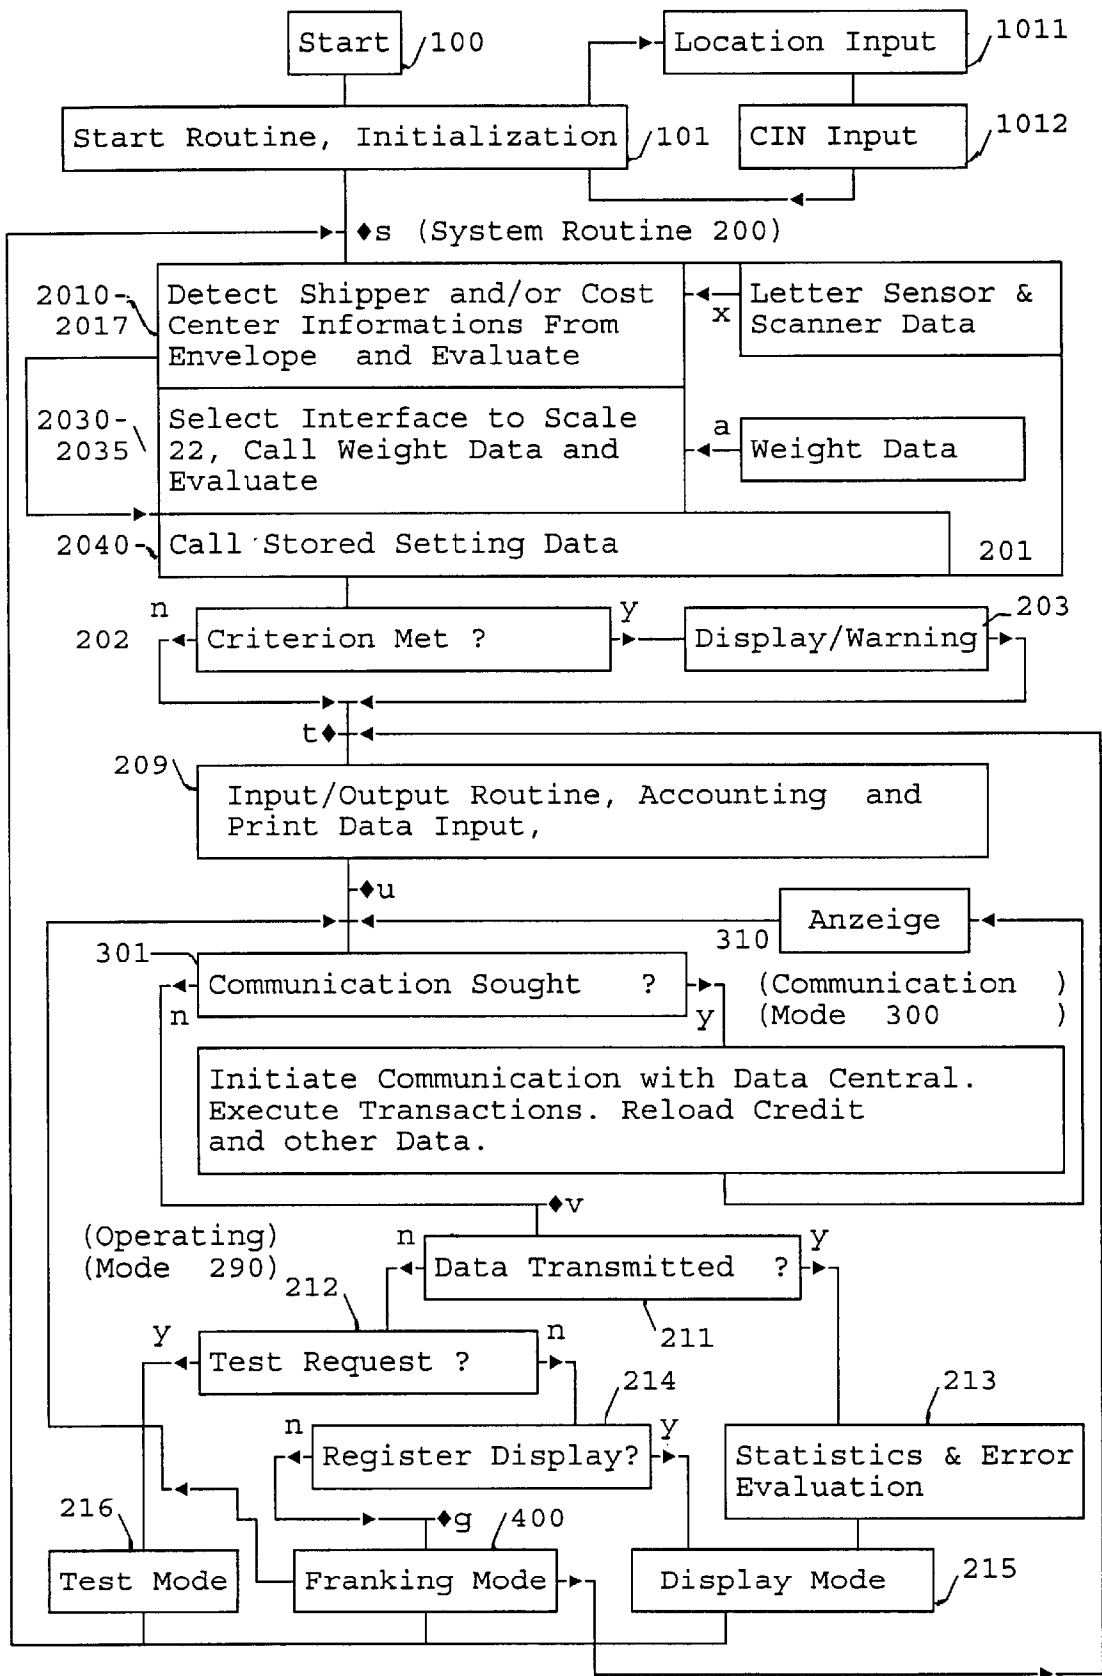 Start
100
Location Input
1011
Start Routine, Initialization
101
CIN Input
1012
♦s (System Routine 200)
2010-
2017
Detect Shipper and/or Cost
Center Informations From
Envelope and Evaluate
x
Letter Sensor &
Scanner Data
2030-
2035
Select Interface to Scale
22, Call Weight Data and
Evaluate
a
Weight Data
2040-
Call Stored Setting Data
201
n
202
Criterion Met ?
y
Display/Warning
203
t♦
209
Input/Output Routine, Accounting and
Print Data Input,
♦u
Anzeige
310
301
Communication Sought ?
n
y
(Communication )
(Mode 300 )
Initiate Communication with Data Central.
Execute Transactions. Reload Credit
and other Data.
♦v
(Operating)
(Mode 290)
n
Data Transmitted ?
y
211
212
y
Test Request ?
n
214
213
n
Register Display?
y
Statistics & Error
Evaluation
♦g
216
400
Test Mode
Franking Mode
Display Mode
215